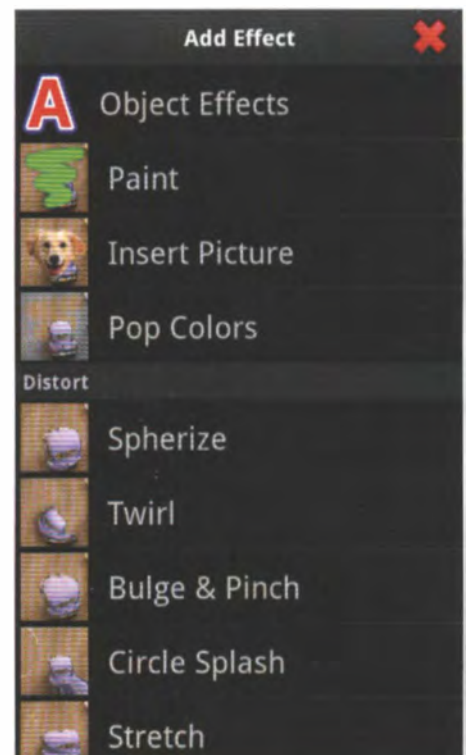 Add Effect
A
Object Effects
Paint
Insert Picture
Pop Colors
Distort
Spherize
Twirl
Bulge & Pinch
Circle Splash
Stretch